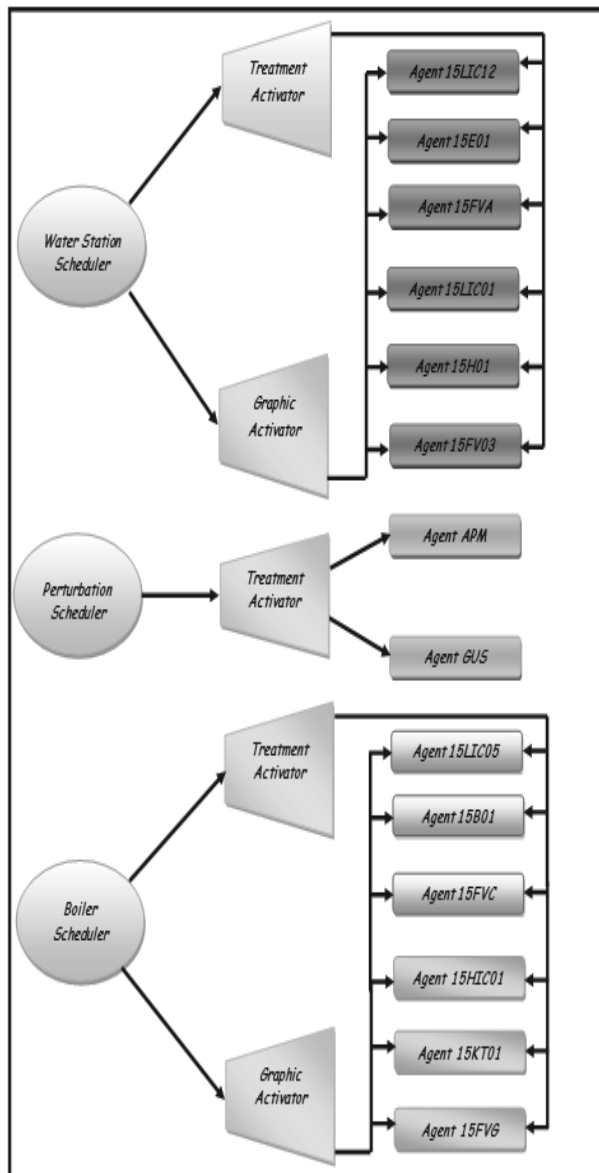 Treatment
Activator
Agent 15LIC12
Agent 15E01
Agent 15FVA
Water Station
Scheduler
Agent 15LIC01
Agent 15H01
Graphic
Activator
Agent 15FV03
Agent APM
Perturbation
Scheduler
Treatment
Activator
Agent GUS
Treatment
Activator
Agent 15LIC05
Agent 15B01
Agent 15FVC
Boiler
Scheduler
Agent 15HIC01
Agent 15KT01
Graphic
Activator
Agent 15FVG